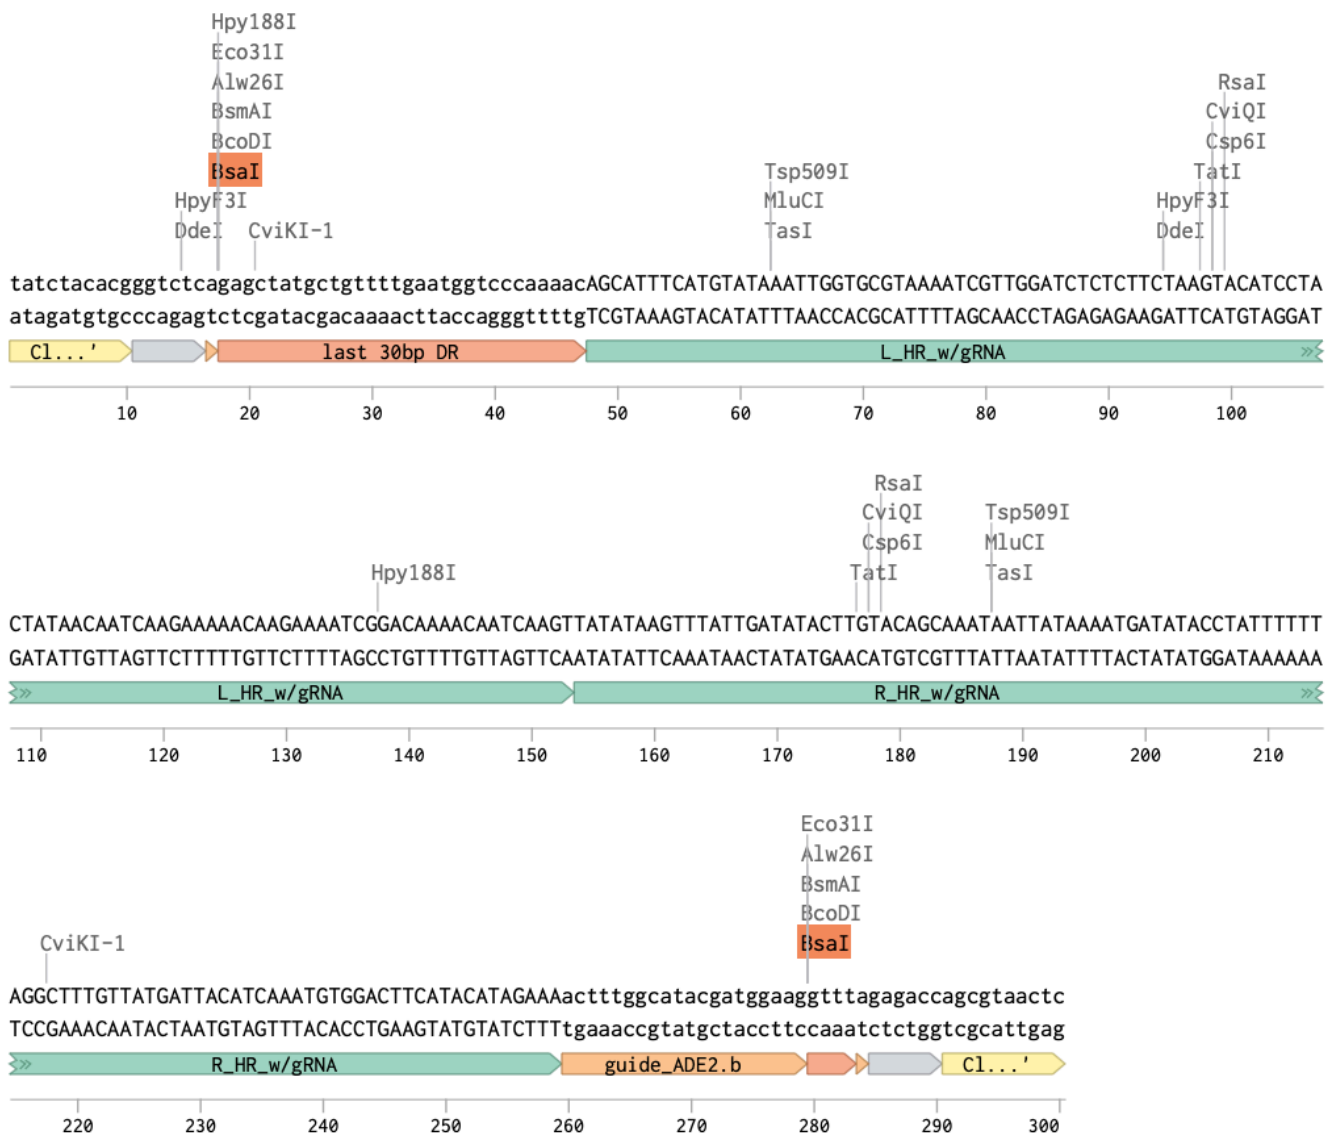 Hpy188I
Eco31I
Alw26I
BsmAI
BcoDI
BsaI
HpyF3I
DdeI CviKI-1
Tsp509I
MluCI
TasI
RsaI
CviQI
Csp6I
TatI
HpyF3I
DdeI
tatctacacgggtctcagagctatgctgttttgaatggtcccaaaacAGCATTTCATGTATAAATTGGTGCGTAAAATCGTTGGATCTCTCTTCTAAGTACATCCTA
atagatgtgcccagagtctcgatacgacaaaacttaccagggttttgTCGTAAAGTACATATTTAACCACGCATTTTAGCAACCTAGAGAGAAGATTCATGTAGGAT
Cl...' last 30bp DR L_HR_w/gRNA
10 20 30 40 50 60 70 80 90 100
RsaI
CviQI
Csp6I
TatI
Hpy188I
Tsp509I
MluCI
TasI
CTATAACAATCAAGAAAAACAAGAAAATCGGACAAAACAATCAAGTTATATAAGTTTATTGATATACTTGTACAGCAAATAATTATAAAATGATATACCTATTTTTT
GATATTGTTAGTTCTTTTTGTTCTTTTAGCCTGTTTTGTTAGTTCAATATATTCAAATAACTATATGAACATGTCGTTTATTAATATTTTACTATATGGATAAAAAA
L_HR_w/gRNA R_HR_w/gRNA
110 120 130 140 150 160 170 180 190 200 210
Eco31I
Alw26I
BsmAI
BcoDI
BsaI
CviKI-1
AGGCTTTGTTATGATTACATCAAATGTGGACTTCATACATAGAAAactttggcatacgatggaaggtttagagaccagcgtaactc
TCCGAAACAATACTAATGTAGTTTACACCTGAAGTATGTATCTTTtgaaaccgtatgctaccttccaaatctctggtcgcattgag
R_HR_w/gRNA guide_ADE2.b Cl...'
220 230 240 250 260 270 280 290 300